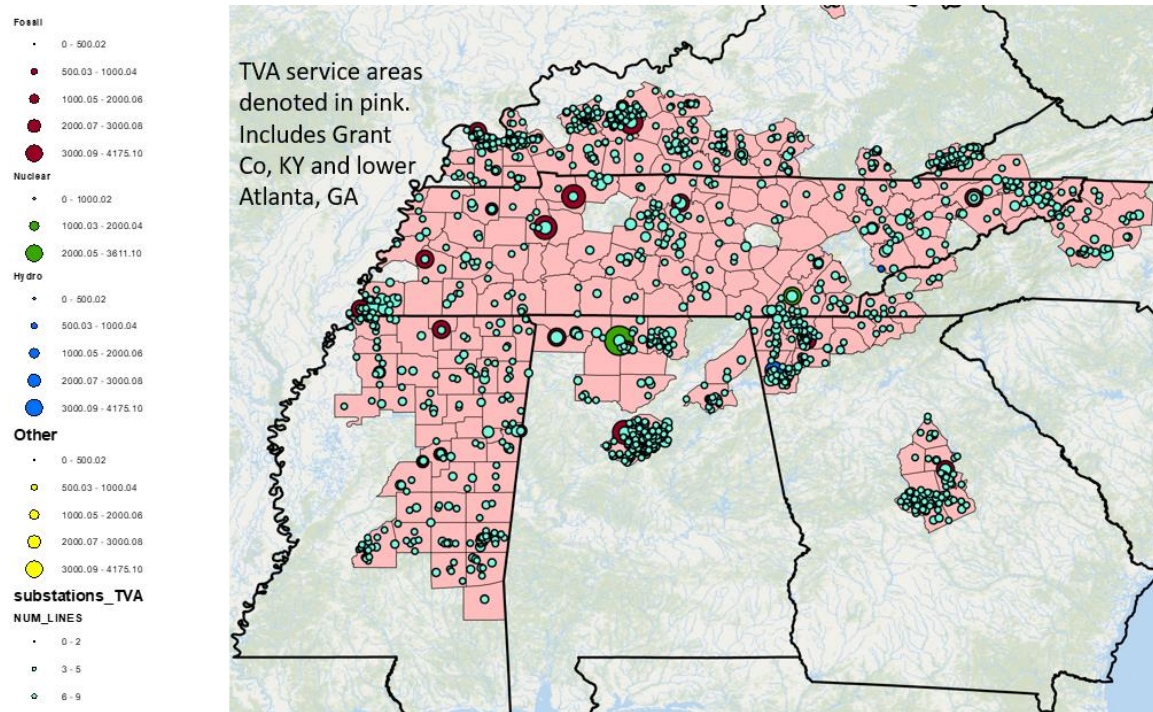 Fossil
0 - 500.02
500.03 - 1000.04
1000.05 - 2000.06
2000.07 - 3000.08
3000.09 - 4175.10
Nuclear
0 - 1000.02
1000.03 - 2000.04
2000.05 - 3611.10
Hydro
0 - 500.02
500.03 - 1000.04
1000.05 - 2000.06
2000.07 - 3000.08
3000.09 - 4175.10
Other
0 - 500.02
500.03 - 1000.04
1000.05 - 2000.06
2000.07 - 3000.08
3000.09 - 4175.10
substations_TVA
NUM_LINES
0 - 2
3 - 5
6 - 9
TVA service areas
denoted in pink.
Includes Grant
Co, KY and lower
Atlanta, GA